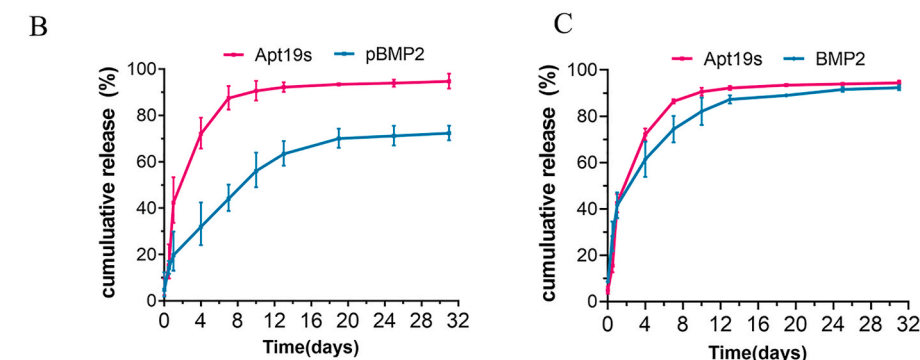 B
Apt19s pBMP2
cumuluative release (%)
100
80
60
40
20
0
0 4 8 12 16 20 24 28 32
Time(days)
C
Apt19s BMP2
cumuluative release (%)
100
80
60
40
20
0
0 4 8 12 16 20 24 28 32
Time(days)